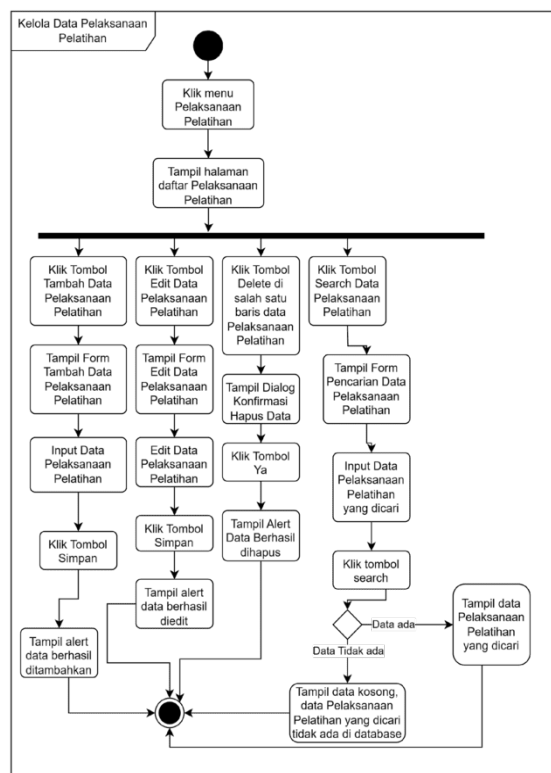 Kelola Data Pelaksanaan
Pelatihan
Klik menu
Pelaksanaan
Pelatihan
Tampil halaman
daftar Pelaksanaan
Pelatihan
Klik Tombol
Tambah Data
Pelaksanaan
Pelatihan
Tampil Form
Tambah Data
Pelaksanaan
Pelatihan
Input Data
Pelaksanaan
Pelatihan
Klik Tombol
Simpan
Tampil alert
data berhasil
ditambahkan
Klik Tombol
Edit Data
Pelaksanaan
Pelatihan
Tampil Form
Edit Data
Pelaksanaan
Pelatihan
Edit Data
Pelaksanaan
Pelatihan
Klik Tombol
Simpan
Tampil alert
data berhasil
diedit
Klik Tombol
Delete di
salah satu
baris data
Pelaksanaan
Pelatihan
Tampil Dialog
Konfirmasi
Hapus Data
Klik Tombol
Ya
Tampil Alert
Data Berhasil
dihapus
Klik Tombol
Search Data
Pelaksanaan
Pelatihan
Tampil Form
Pencarian Data
Pelaksanaan
Pelatihan
Input Data
Pelaksanaan
Pelatihan
yang dicari
Klik tombol
search
Data ada
Tampil data
Pelaksanaan
Pelatihan
yang dicari
Data Tidak ada
Tampil data kosong,
data Pelaksanaan
Pelatihan yang dicari
tidak ada di database